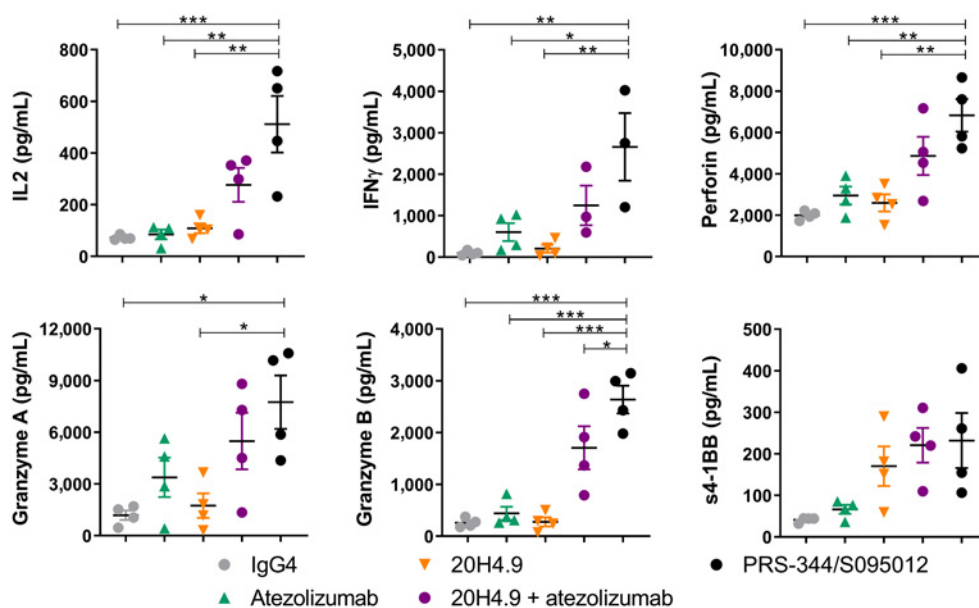 *** ** **
IL2 (pg/mL)
800
600
400
200
0
** * **
IFNγ (pg/mL)
5,000
4,000
3,000
2,000
1,000
0
*** ** **
Perforin (pg/mL)
10,000
8,000
6,000
4,000
2,000
0
* *
Granzyme A (pg/mL)
12,000
9,000
6,000
3,000
0
*** *** *** *
Granzyme B (pg/mL)
4,000
3,000
2,000
1,000
0
s4-1BB (pg/mL)
500
400
300
200
100
0
IgG4 20H4.9 PRS-344/S095012
Atezolizumab 20H4.9 + atezolizumab